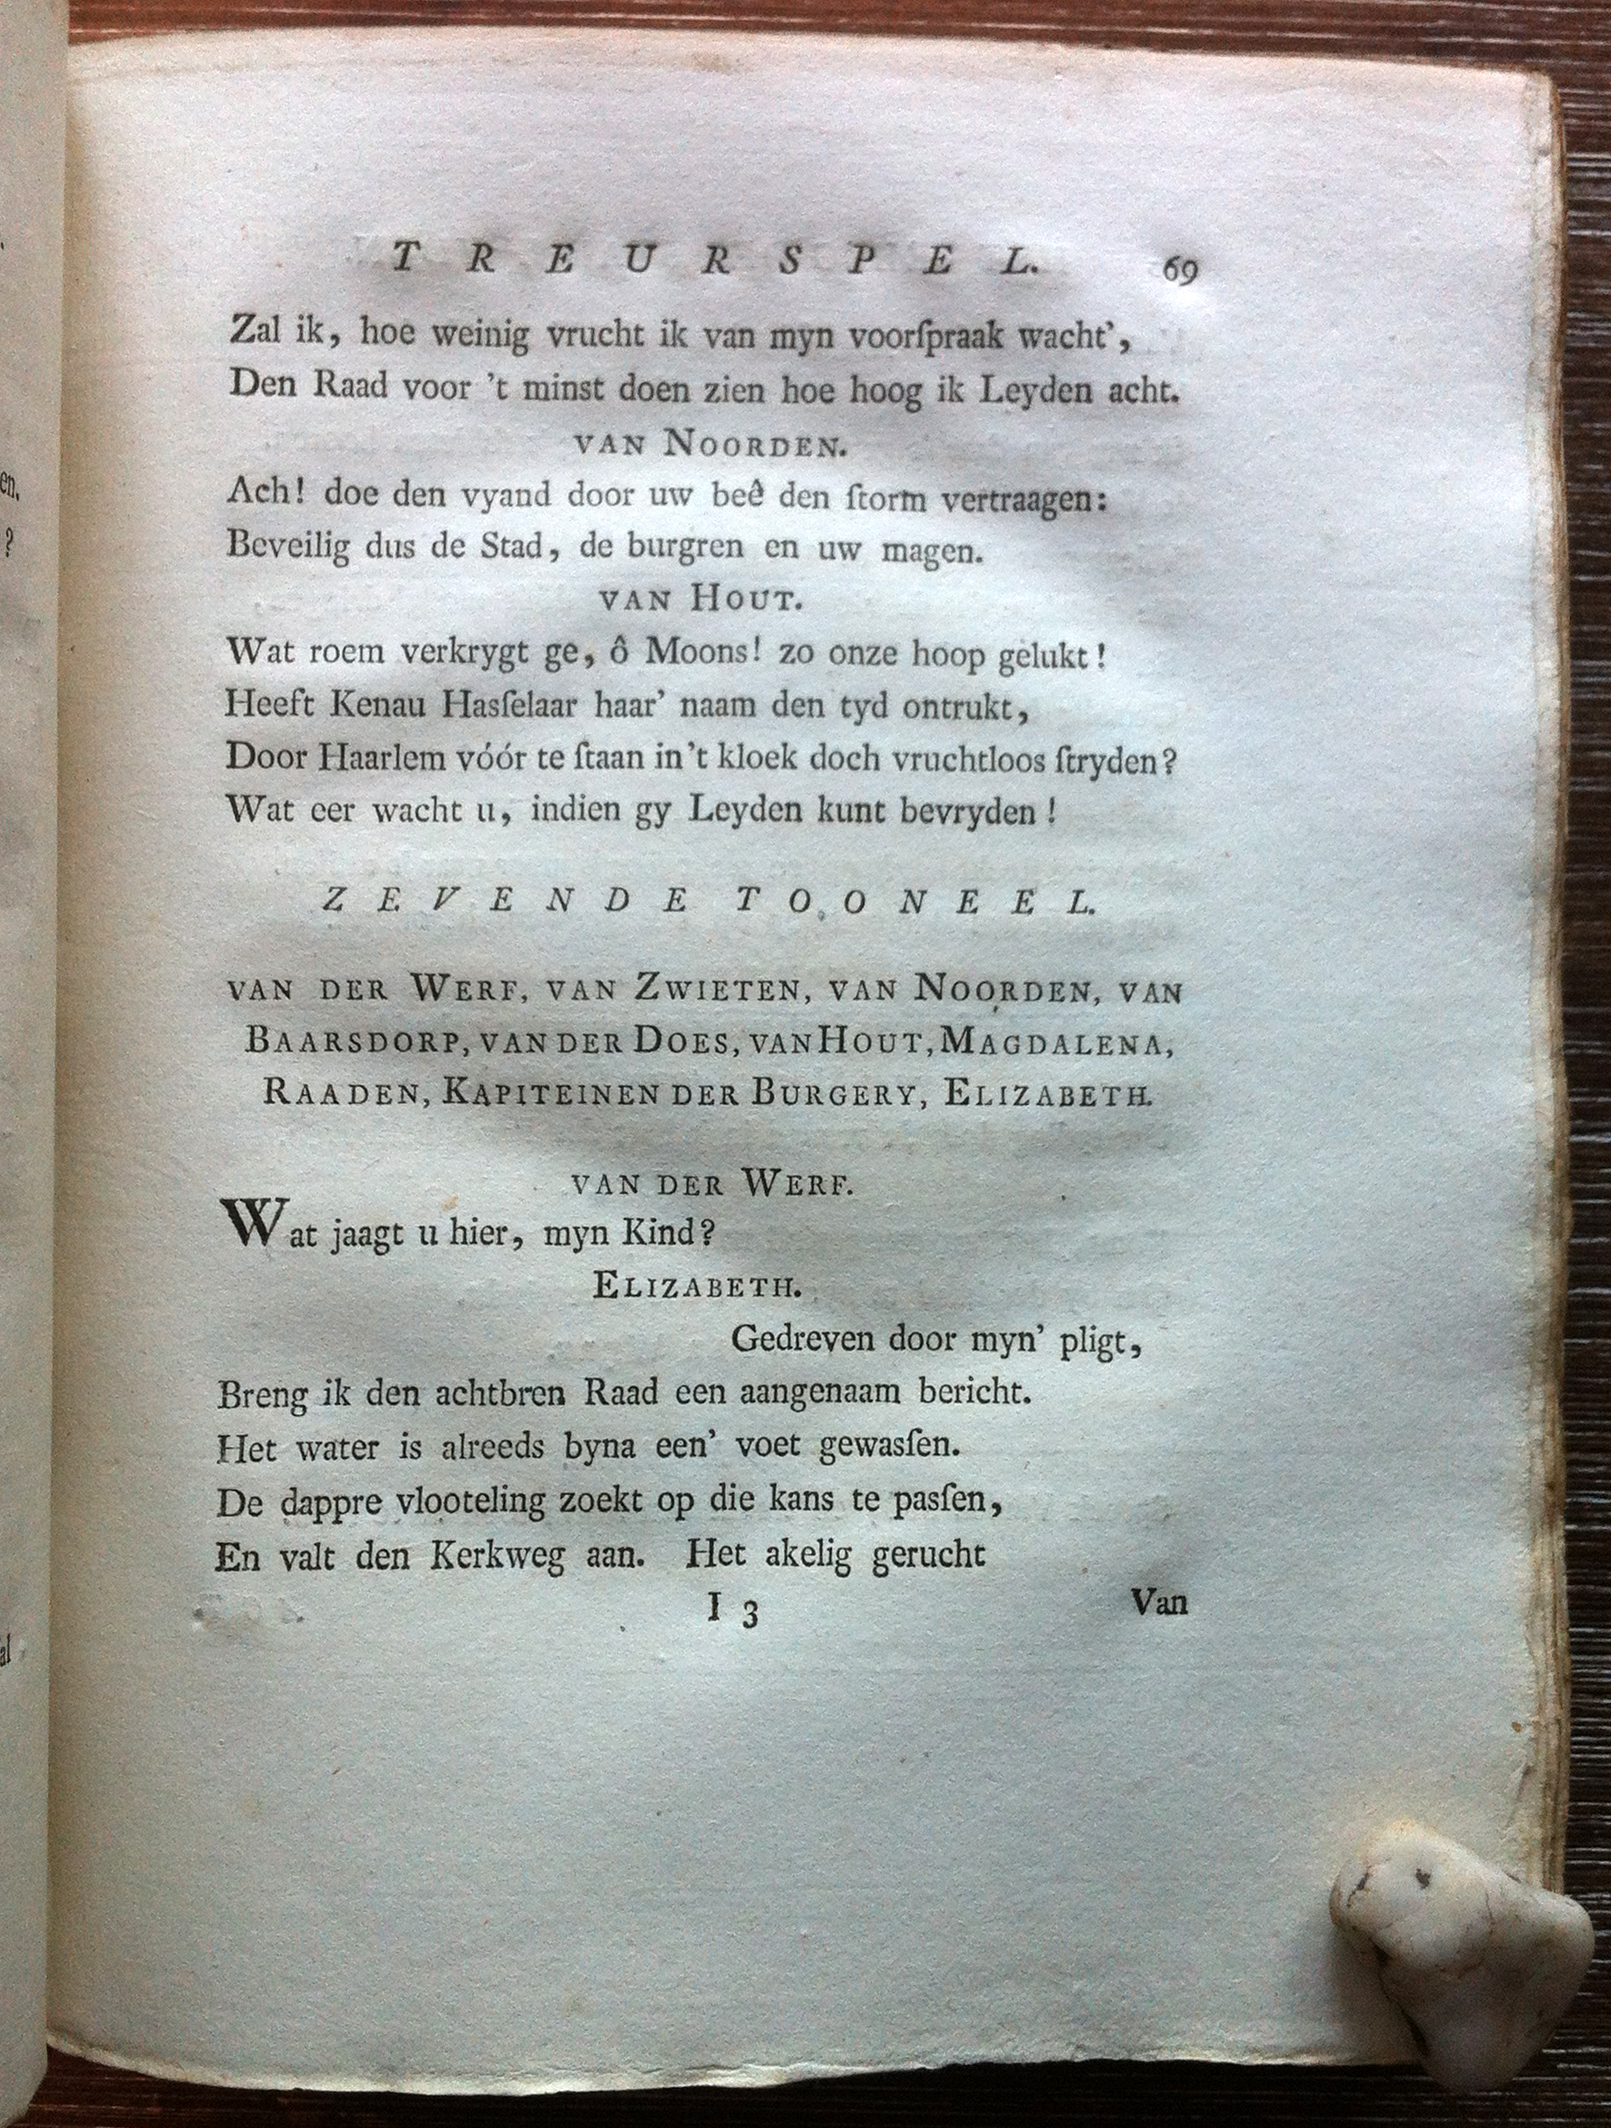 TREURSPEL. 69
Zal ik, hoe weinig vrucht ik van myn voorſpraak wacht',
Den Raad voor 't minst doen zien hoe hoog ik Leyden acht.
VAN NOORDEN.
Ach! doe den vyand door uw beê den ſtorm vertraagen:
Beveilig dus de Stad, de burgren en uw magen.
VAN HOUT.
Wat roem verkrygt ge, ô Moons! zo onze hoop gelukt!
Heeft Kenau Hasſelaar haar' naam den tyd ontrukt,
Door Haarlem vóór te ſtaan in 't kloek doch vruchtloos ſtryden?
Wat eer wacht u, indien gy Leyden kunt bevryden!
ZEVENDE TOONEEL.
VAN DER WERF, VAN ZWIETEN, VAN NOORDEN, VAN
BAARSDORP, VAN DER DOES, VAN HOUT, MAGDALENA,
RAADEN, KAPITEINEN DER BURGERY, ELIZABETH.
VAN DER WERF.
Wat jaagt u hier, myn Kind?
ELIZABETH.
Gedreven door myn' pligt,
Breng ik den achtbren Raad een aangenaam bericht.
Het water is alreeds byna een' voet gewasſen.
De dappre vlooteling zoekt op die kans te pasſen,
En valt den Kerkweg aan. Het akelig gerucht
I 3 Van
en.
?
al